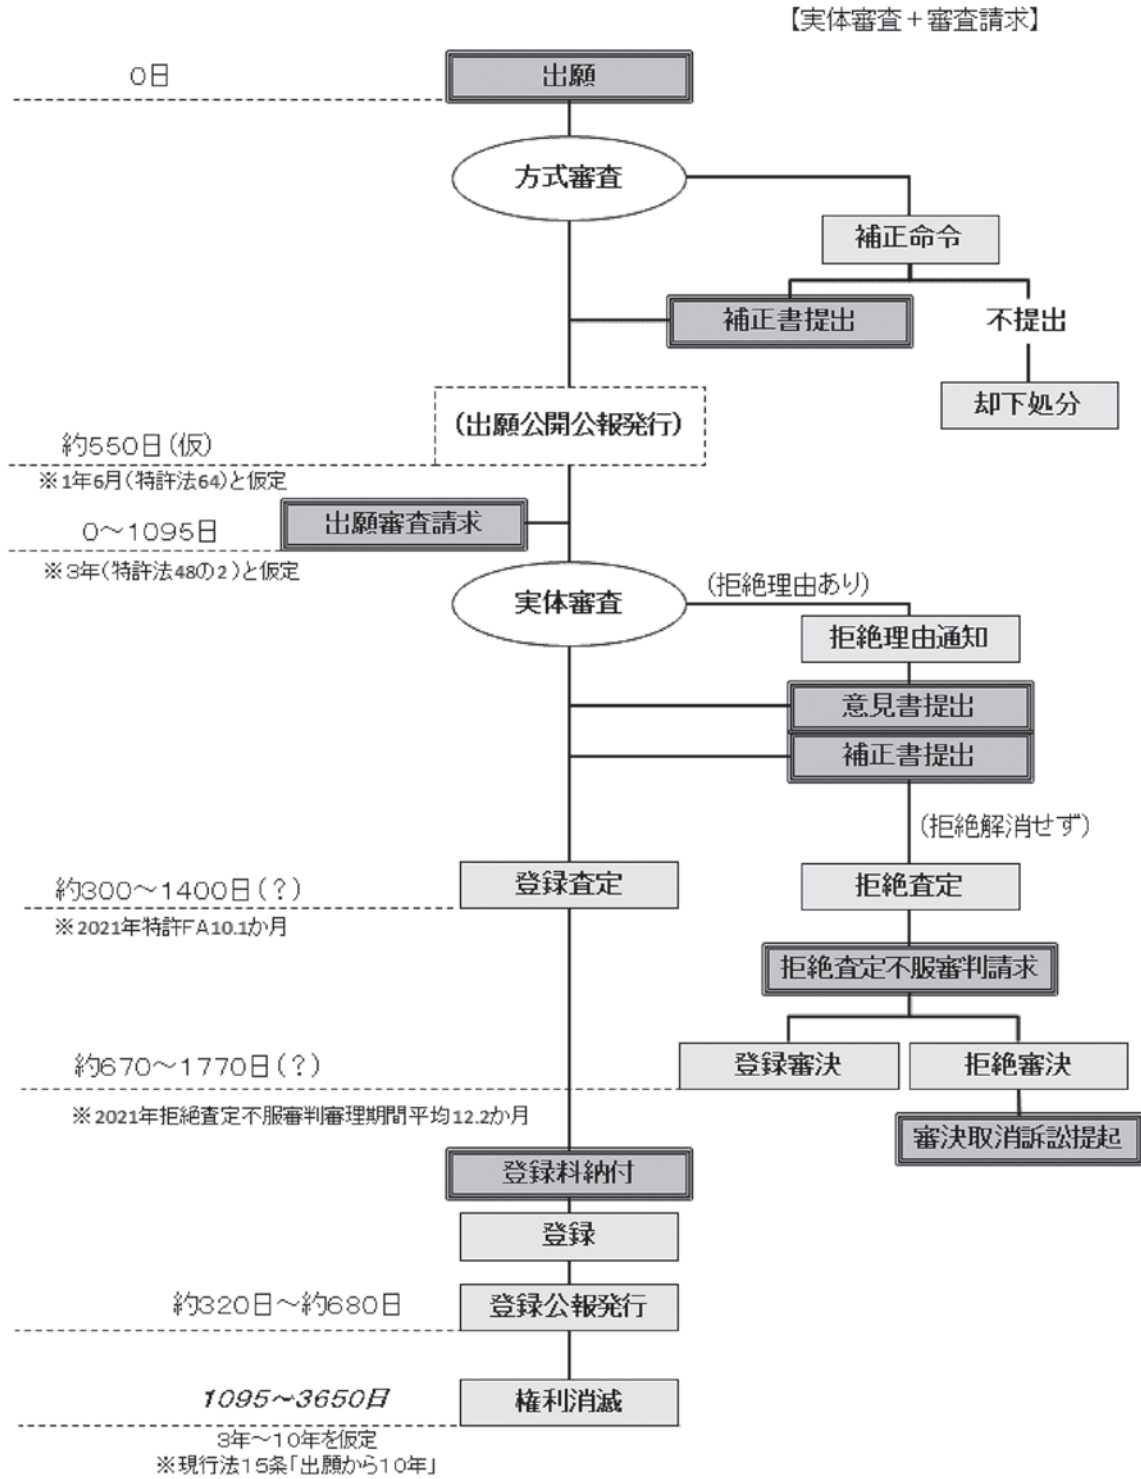 【実体審査＋審査請求】
0日
出願
方式審査
補正命令
補正書提出
不提出
却下処分
(出願公開公報発行)
約550日(仮)
※1年6月(特許法64)と仮定
出願審査請求
0～1095日
※3年(特許法48の2)と仮定
実体審査
(拒絶理由あり)
拒絶理由通知
意見書提出
補正書提出
(拒絶解消せず)
登録査定
拒絶査定
約300～1400日(？)
※2021年特許FA10.1か月
拒絶査定不服審判請求
登録審決
拒絶審決
約670～1770日(？)
※2021年拒絶査定不服審判審理期間平均12.2か月
審決取消訴訟提起
登録料納付
登録
登録公報発行
約320日～約680日
1095～3650日
権利消滅
3年～10年を仮定
※現行法15条「出願から10年」